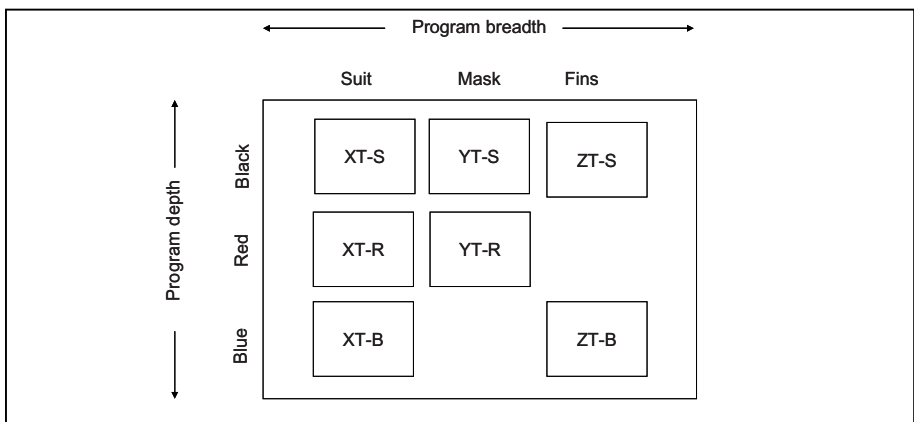 Program breadth
Suit Mask Fins
Program depth
Black
XT-S YT-S ZT-S
Red
XT-R YT-R
Blue
XT-B ZT-B